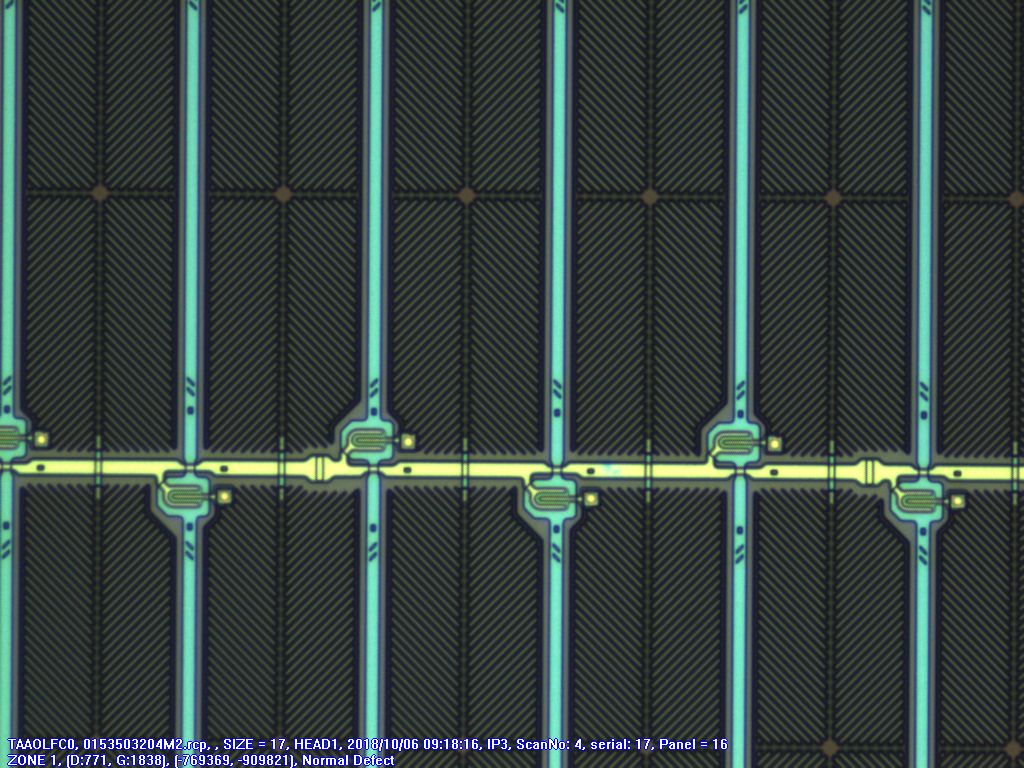 TAAOLFC0, 0153503204M2.rcp, , SIZE = 17, HEAD1, 2018/10/06 09:18:16, IP3, ScanNo: 4, serial: 17, Panel = 16
ZONE 1, (D:771, G:1838), (-769369, -909821), Normal Defect